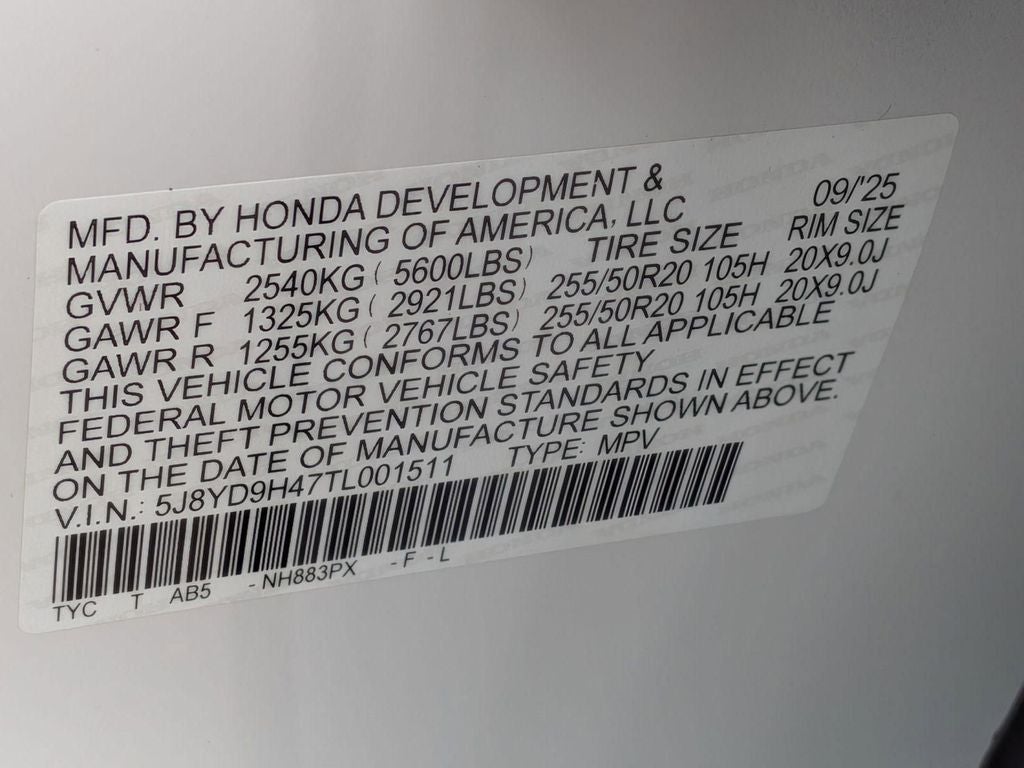 MFD. BY HONDA DEVELOPMENT &
MANUFACTURING OF AMERICA, LLC 09/'25
GVWR 2540KG ( 5600LBS) TIRE SIZE RIM SIZE
GAWR F 1325KG ( 2921LBS) 255/50R20 105H 20X9.0J
GAWR R 1255KG ( 2767LBS) 255/50R20 105H 20X9.0J
THIS VEHICLE CONFORMS TO ALL APPLICABLE
FEDERAL MOTOR VEHICLE SAFETY
AND THEFT PREVENTION STANDARDS IN EFFECT
ON THE DATE OF MANUFACTURE SHOWN ABOVE.
V.I.N.: 5J8YD9H47TL001511 TYPE: MPV
TYC T AB5 - NH883PX - F - L